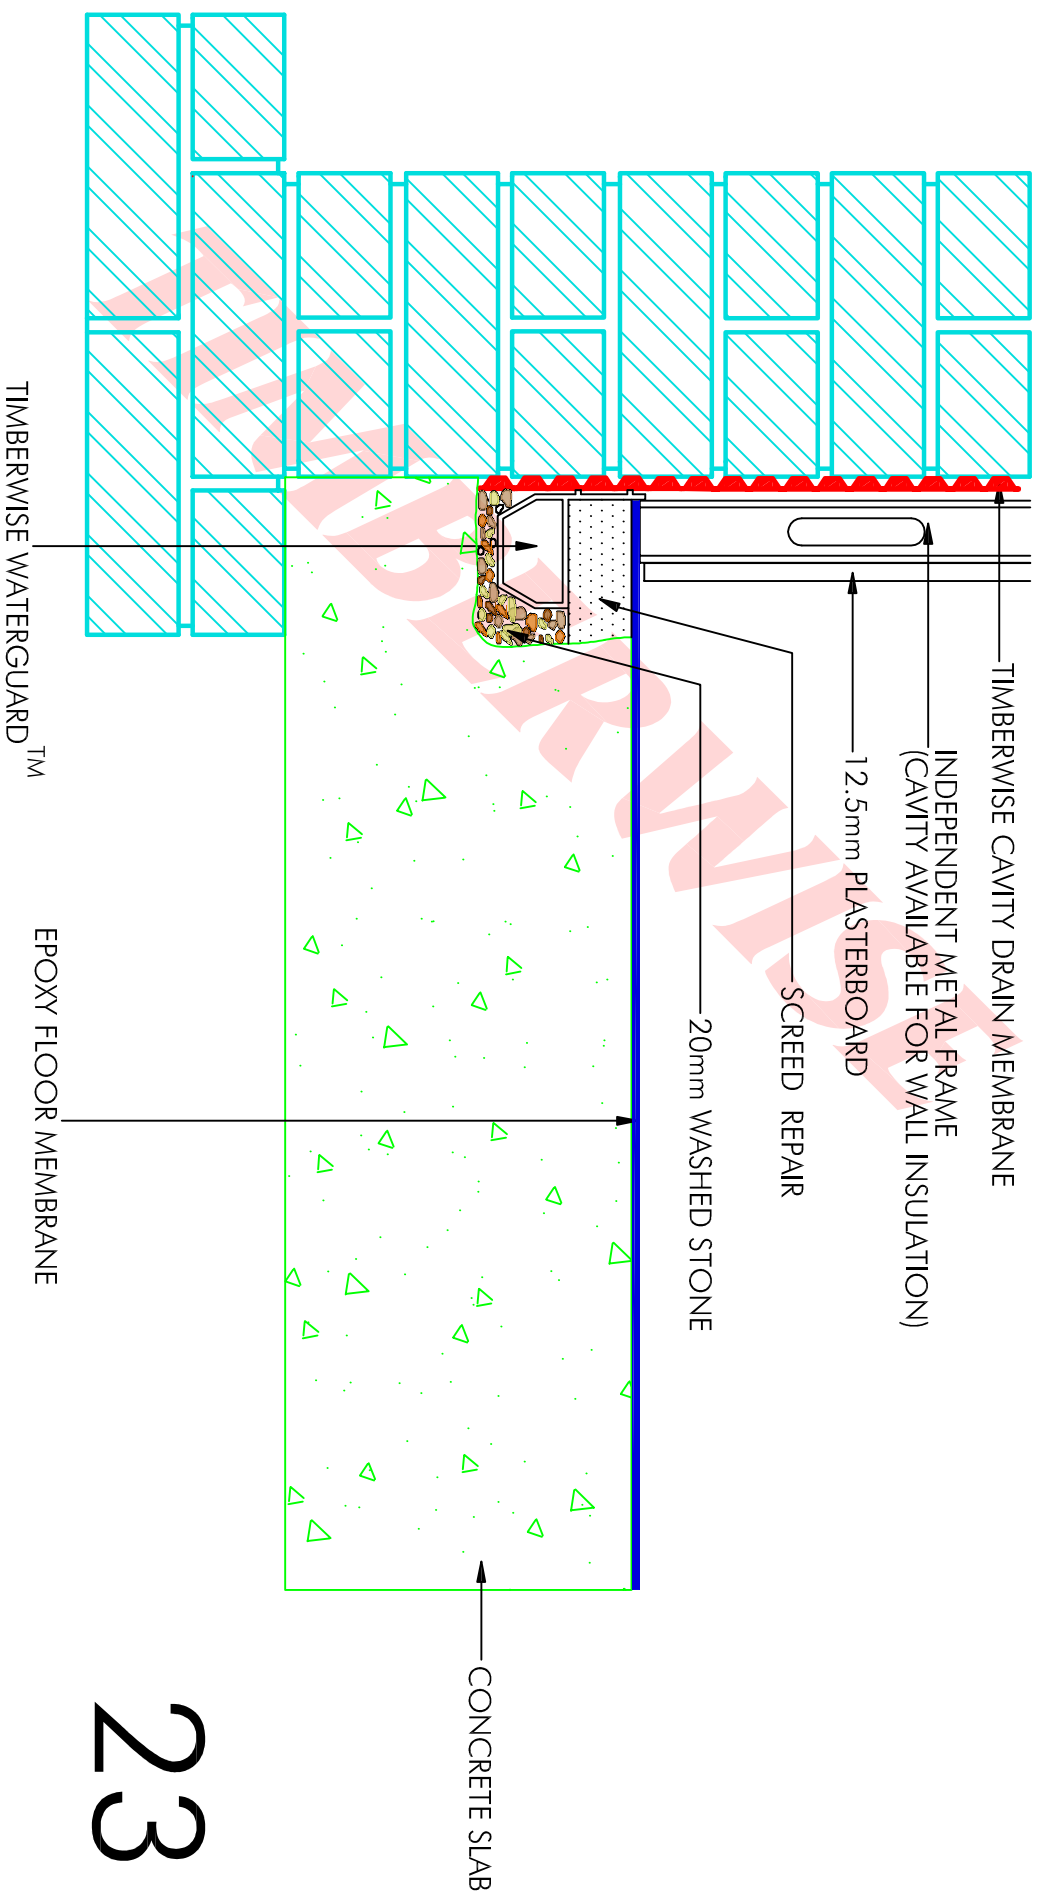 TIMBERWISE CAVITY DRAIN MEMBRANE
INDEPENDENT METAL FRAME
(CAVITY AVAILABLE FOR WALL INSULATION)
12.5mm PLASTERBOARD
SCREED REPAIR
20mm WASHED STONE
CONCRETE SLAB
TIMBERWISE WATERGUARD™
EPOXY FLOOR MEMBRANE
23
TIMBERWISE